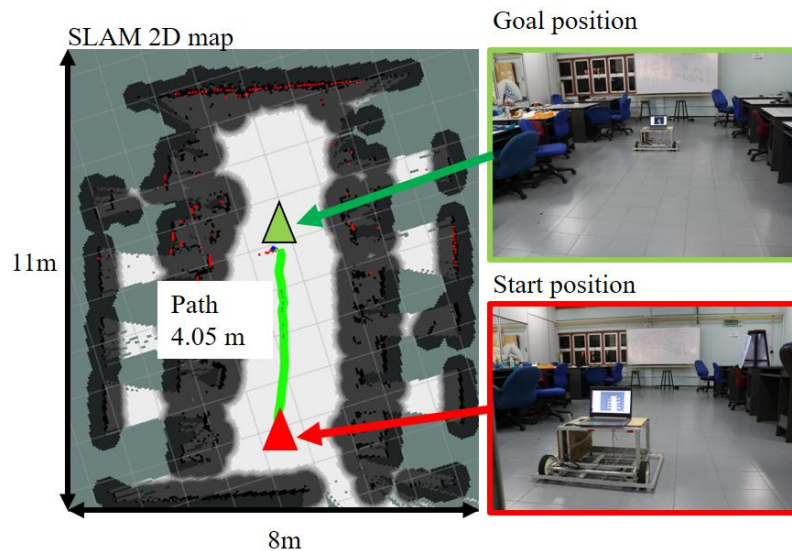 Goal position
SLAM 2D map
11m
Path
4.05 m
Start position
8m